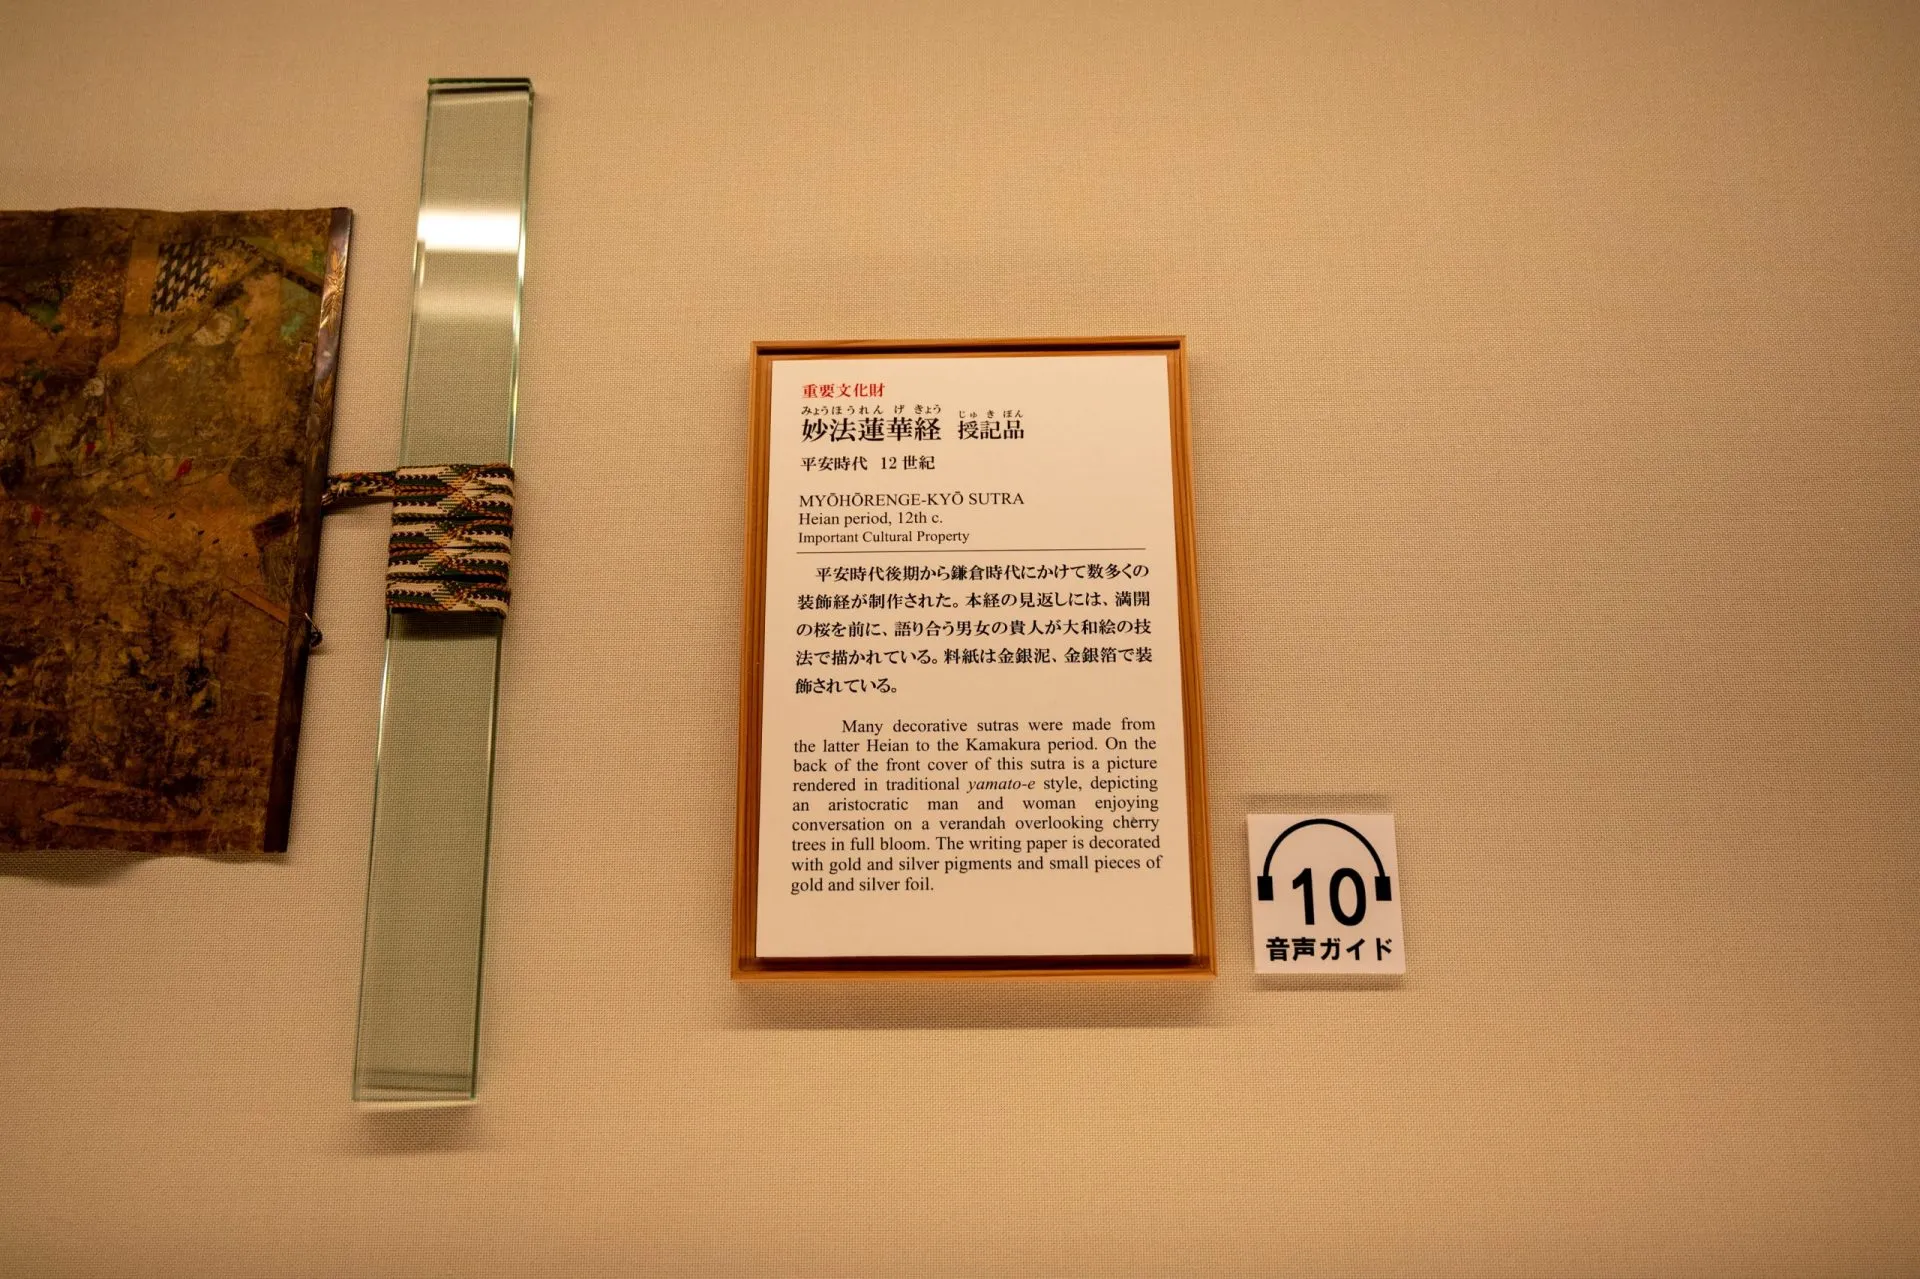 重要文化財
みょうほうれん げ きょう じゅ き ほん
妙法蓮華経 授記品
平安時代 12世紀
MYŌHŌRENGE-KYŌ SUTRA
Heian period, 12th c.
Important Cultural Property
平安時代後期から鎌倉時代にかけて数多くの
装飾経が制作された。本経の見返しには、満開
の桜を前に、語り合う男女の貴人が大和絵の技
法で描かれている。料紙は金銀泥、金銀箔で装
飾されている。
Many decorative sutras were made from
the latter Heian to the Kamakura period. On the
back of the front cover of this sutra is a picture
rendered in traditional yamato-e style, depicting
an aristocratic man and woman enjoying
conversation on a verandah overlooking cherry
trees in full bloom. The writing paper is decorated
with gold and silver pigments and small pieces of
gold and silver foil.
10
音声ガイド